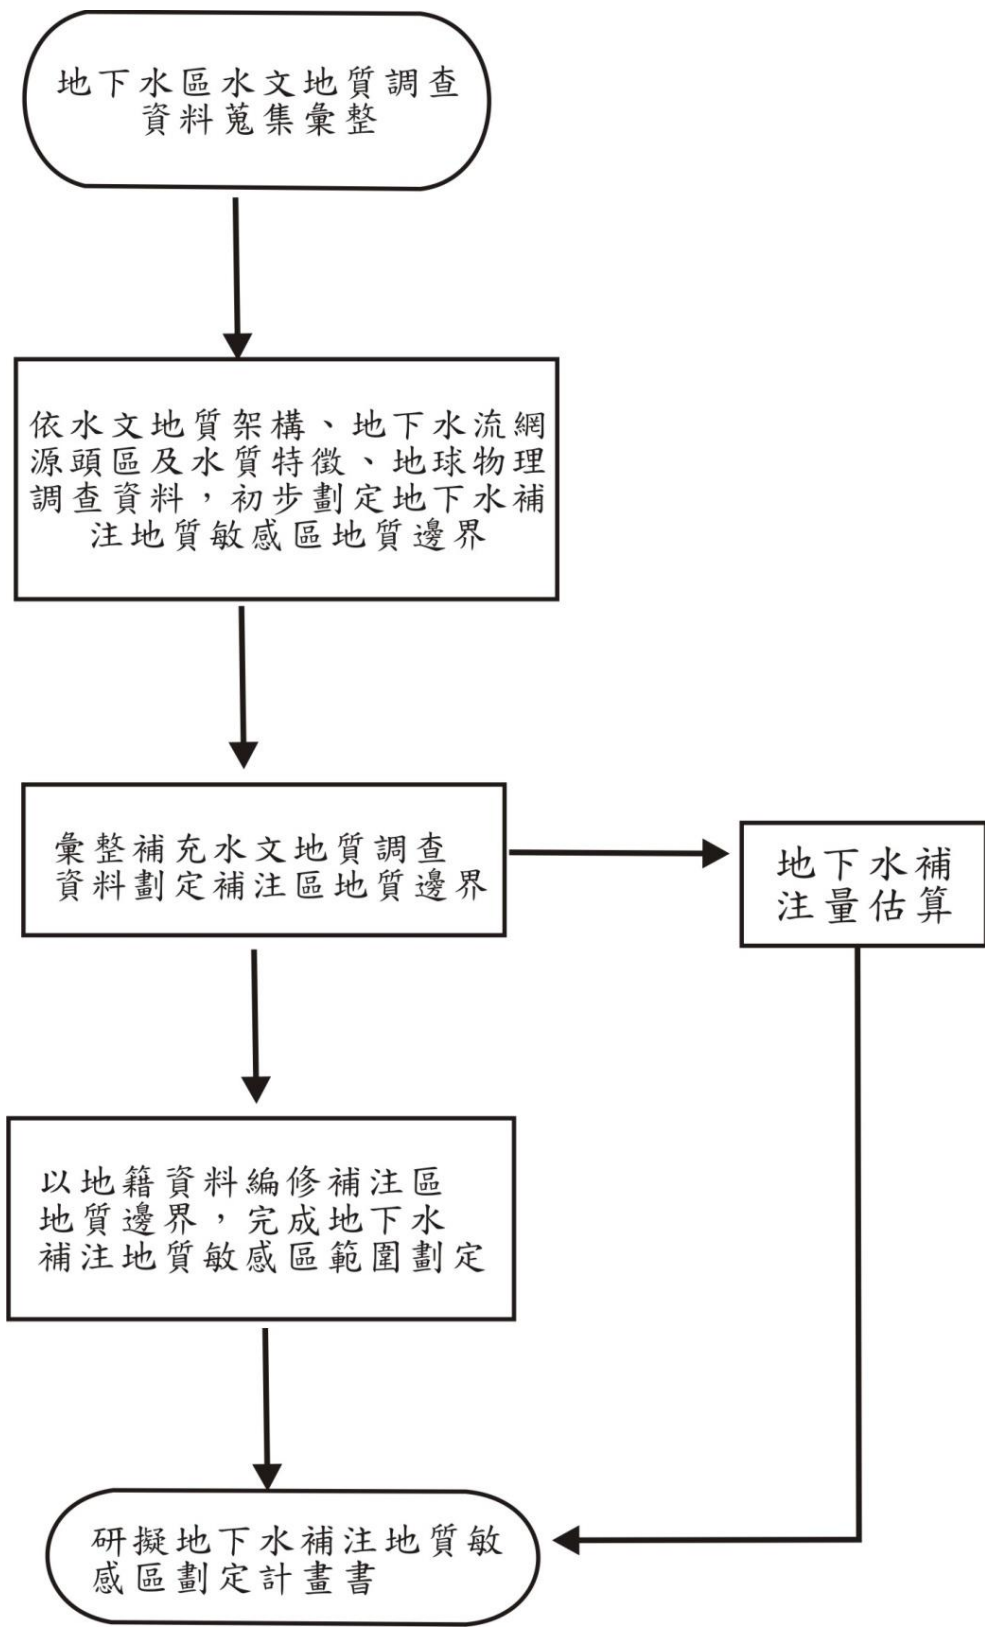 地下水區水文地質調查
資料蒐集彙整
依水文地質架構、地下水流網
源頭區及水質特徵、地球物理
調查資料，初步劃定地下水補
注地質敏感區地質邊界
彙整補充水文地質調查
資料劃定補注區地質邊界
地下水補
注量估算
以地籍資料編修補注區
地質邊界，完成地下水
補注地質敏感區範圍劃定
研擬地下水補注地質敏
感區劃定計畫書